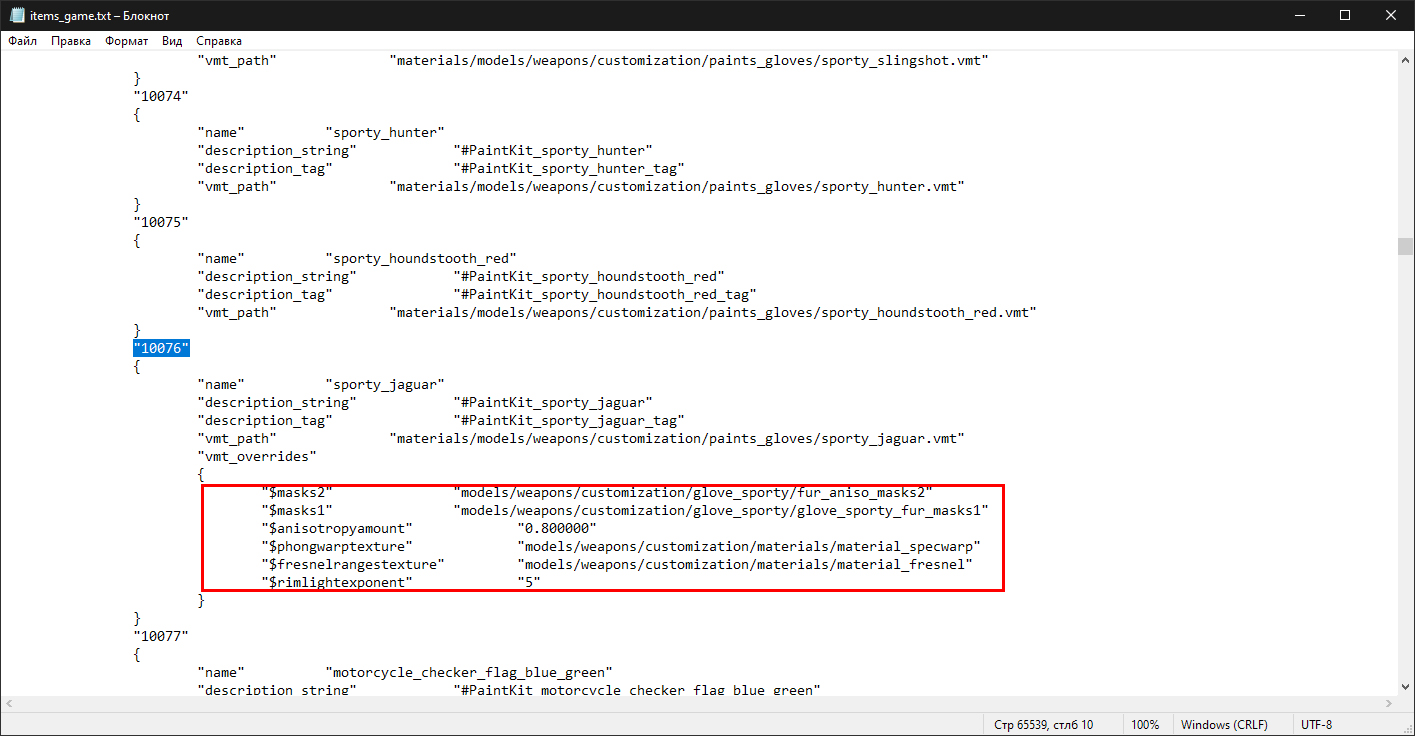 items_game.txt – Блокнот
Файл Правка Формат Вид Справка
"vmt_path" "materials/models/weapons/customization/paints_gloves/sporty_slingshot.vmt"
}
"10074"
{
"name" "sporty_hunter"
"description_string" "#PaintKit_sporty_hunter"
"description_tag" "#PaintKit_sporty_hunter_tag"
"vmt_path" "materials/models/weapons/customization/paints_gloves/sporty_hunter.vmt"
}
"10075"
{
"name" "sporty_houndstooth_red"
"description_string" "#PaintKit_sporty_houndstooth_red"
"description_tag" "#PaintKit_sporty_houndstooth_red_tag"
"vmt_path" "materials/models/weapons/customization/paints_gloves/sporty_houndstooth_red.vmt"
}
"10076"
{
"name" "sporty_jaguar"
"description_string" "#PaintKit_sporty_jaguar"
"description_tag" "#PaintKit_sporty_jaguar_tag"
"vmt_path" "materials/models/weapons/customization/paints_gloves/sporty_jaguar.vmt"
"vmt_overrides"
{
"$masks2" "models/weapons/customization/glove_sporty/fur_aniso_masks2"
"$masks1" "models/weapons/customization/glove_sporty/glove_sporty_fur_masks1"
"$anisotropyamount" "0.800000"
"$phongwarptexture" "models/weapons/customization/materials/material_specwarp"
"$fresnelrangestexture" "models/weapons/customization/materials/material_fresnel"
"$rimlightexponent" "5"
}
}
"10077"
{
"name" "motorcycle_checker_flag_blue_green"
"description_string" "#PaintKit_motorcycle_checker_flag_blue_green"
Стр 65539, стлб 10 100% Windows (CRLF) UTF-8